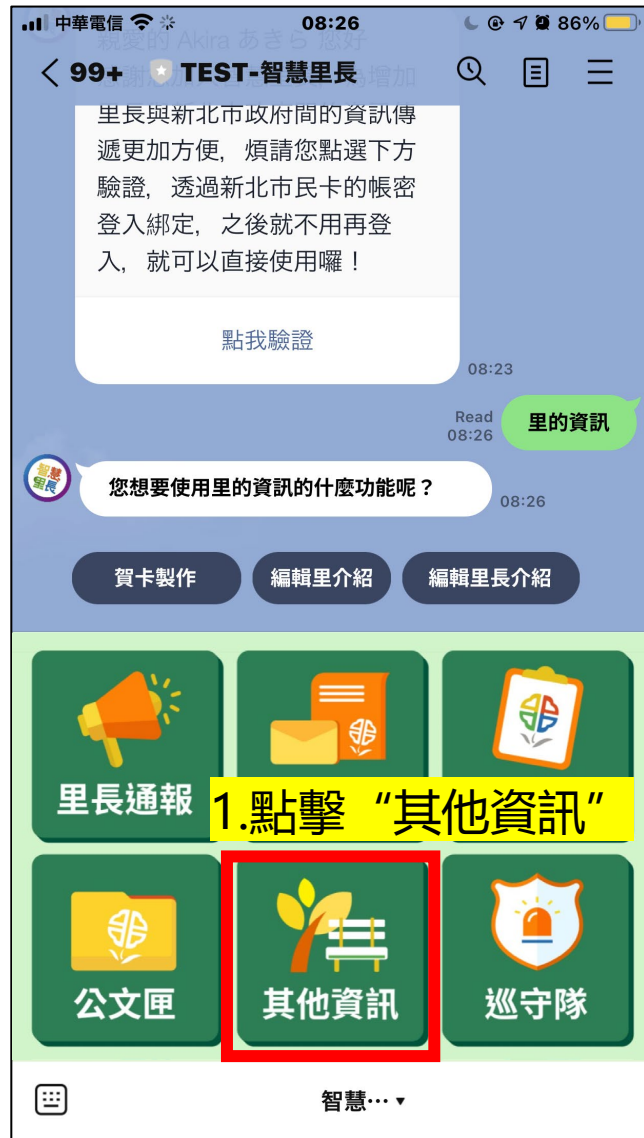 中華電信 08:26 86%
親愛的 Akira あきら 您好
99+ TEST-智慧里長
里長與新北市政府間的資訊傳
遞更加方便，煩請您點選下方
驗證，透過新北市民卡的帳密
登入綁定，之後就不用再登
入，就可以直接使用囉！
點我驗證
08:23
Read
08:26
里的資訊
智慧
里長
您想要使用里的資訊的什麼功能呢？
08:26
賀卡製作 編輯里介紹 編輯里長介紹
里長通報
1.點擊“其他資訊”
公文匣 其他資訊 巡守隊
智慧… ▾